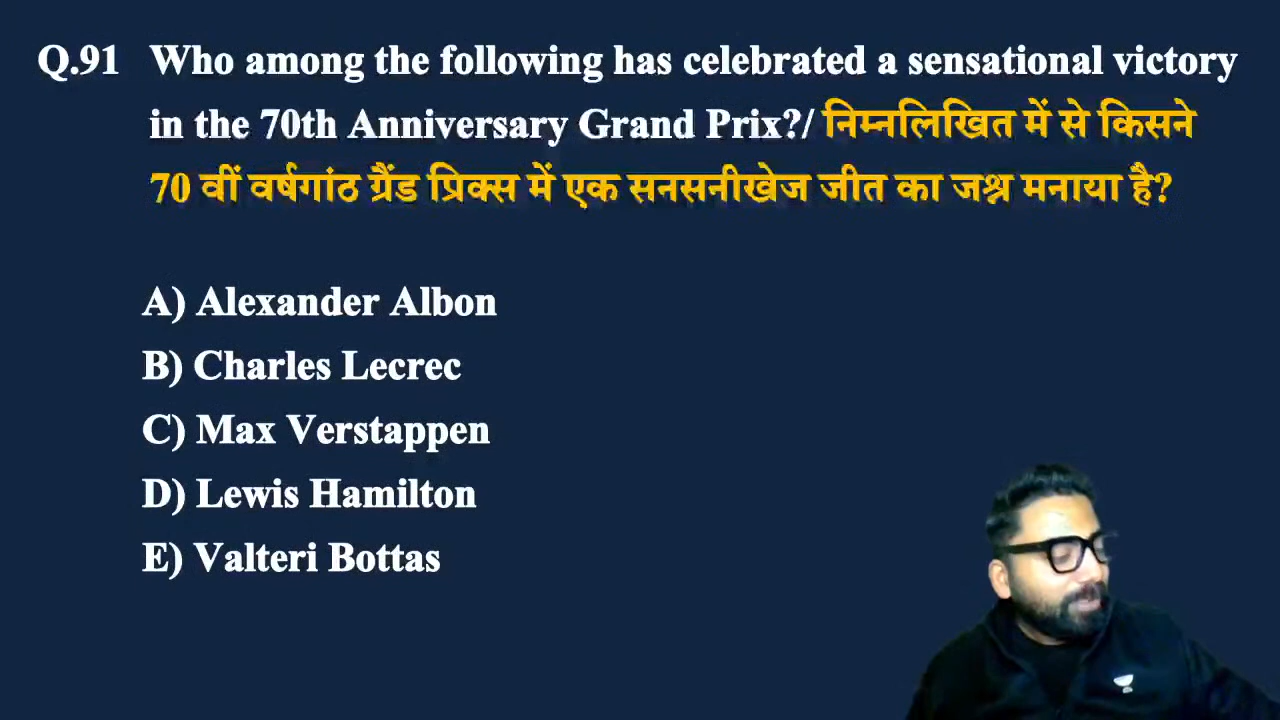 Q.91 Who among the following has celebrated a sensational victory
in the 70th Anniversary Grand Prix?/ निम्नलिखित में से किसने
70 वीं वर्षगांठ ग्रैंड प्रिक्स में एक सनसनीखेज जीत का जश्न मनाया है?
A) Alexander Albon
B) Charles Lecrec
C) Max Verstappen
D) Lewis Hamilton
E) Valteri Bottas